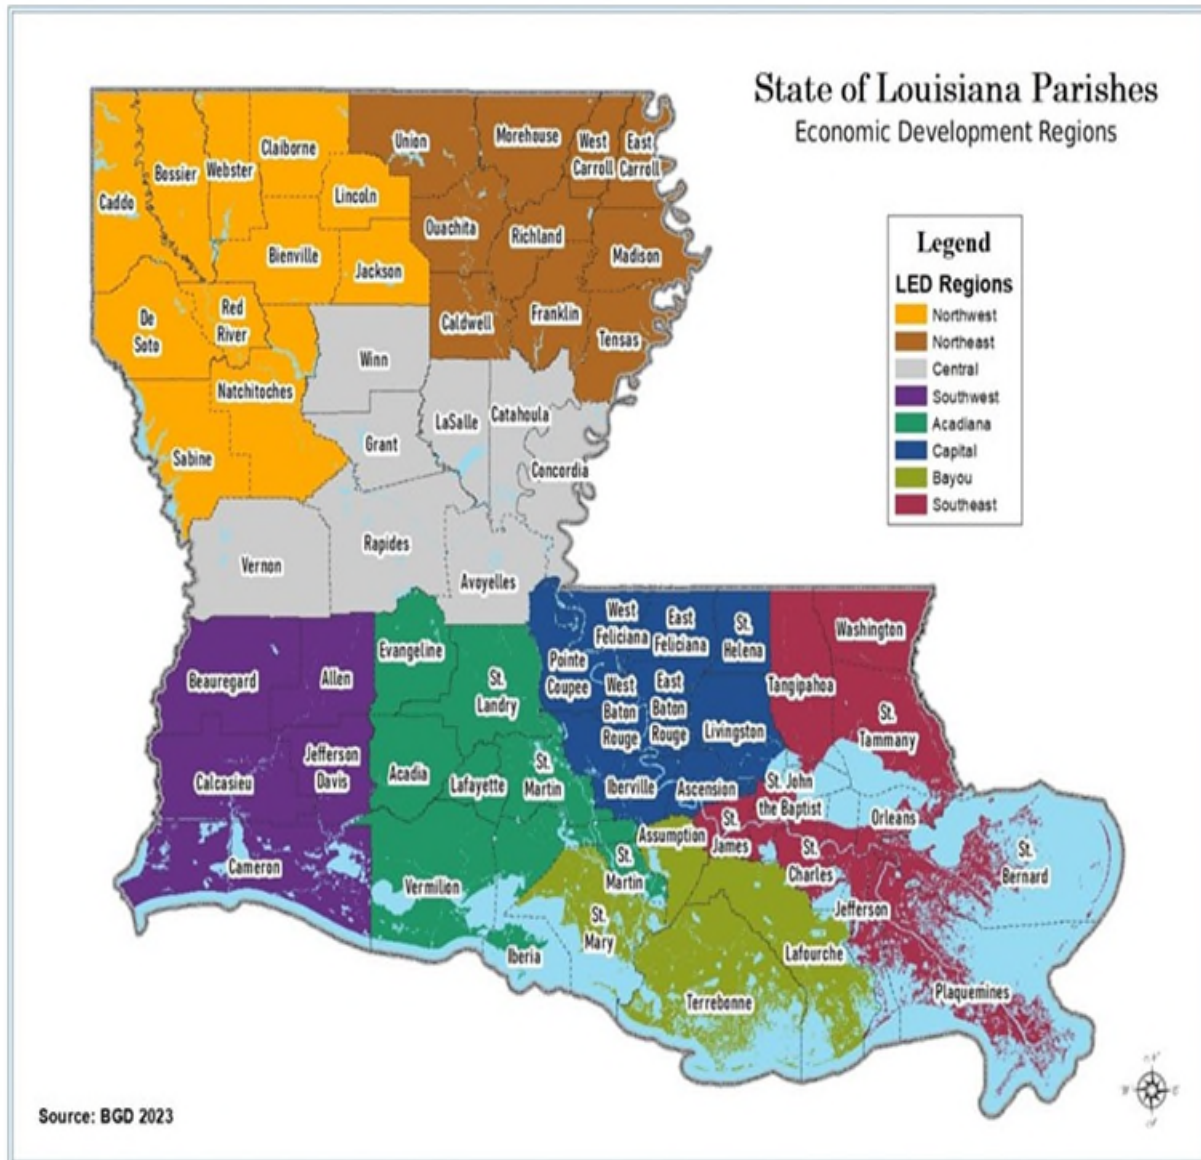 State of Louisiana Parishes
Economic Development Regions
Legend
LED Regions
Northwest
Northeast
Central
Southwest
Acadiana
Capital
Bayou
Southeast
Caddo
Bossier
Webster
Claiborne
Lincoln
Union
Morehouse
West
Carroll
East
Carroll
Ouachita
Richland
Madison
Bienville
Jackson
De
Soto
Red
River
Caldwell
Franklin
Tensas
Winn
Natchitoches
LaSalle
Catahoula
Grant
Sabine
Concordia
Vernon
Rapides
Avoyelles
Beauregard
Allen
Evangeline
St.
Landry
Pointe
Coupee
West
Feliciana
East
Feliciana
St.
Helena
Washington
Tangipahoa
West
Baton
Rouge
East
Baton
Rouge
Livingston
St.
Tammany
Calcasieu
Jefferson
Davis
Acadia
Lafayette
St.
Martin
Iberville
Ascension
St. John
the Baptist
Orleans
Assumption
St.
James
St.
Charles
St.
Bernard
Cameron
Vermilion
St.
Martin
Jefferson
Iberia
St.
Mary
Lafourche
Terrebonne
Plaquemines
N
W
E
Source: BGD 2023